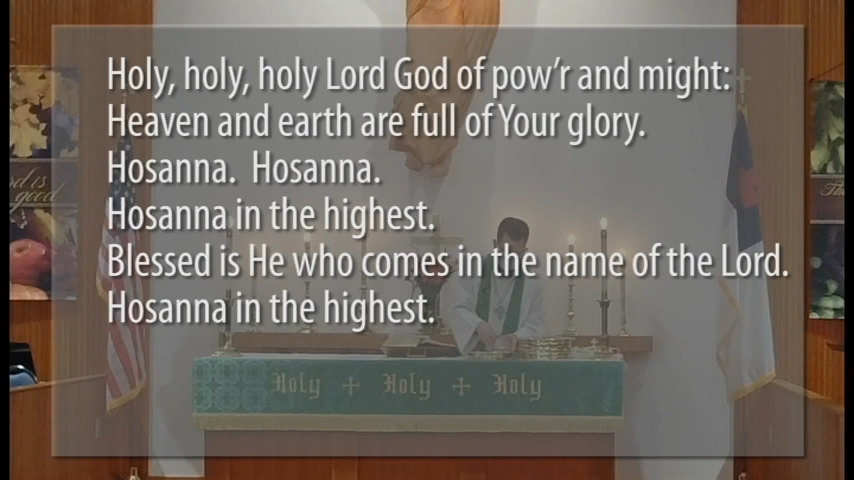 Holy, holy, holy Lord God of pow’r and might:
Heaven and earth are full of Your glory.
Hosanna.  Hosanna.
Hosanna in the highest.
Blessed is He who comes in the name of the Lord.
Hosanna in the highest.
is
good
Holy + Holy + Holy